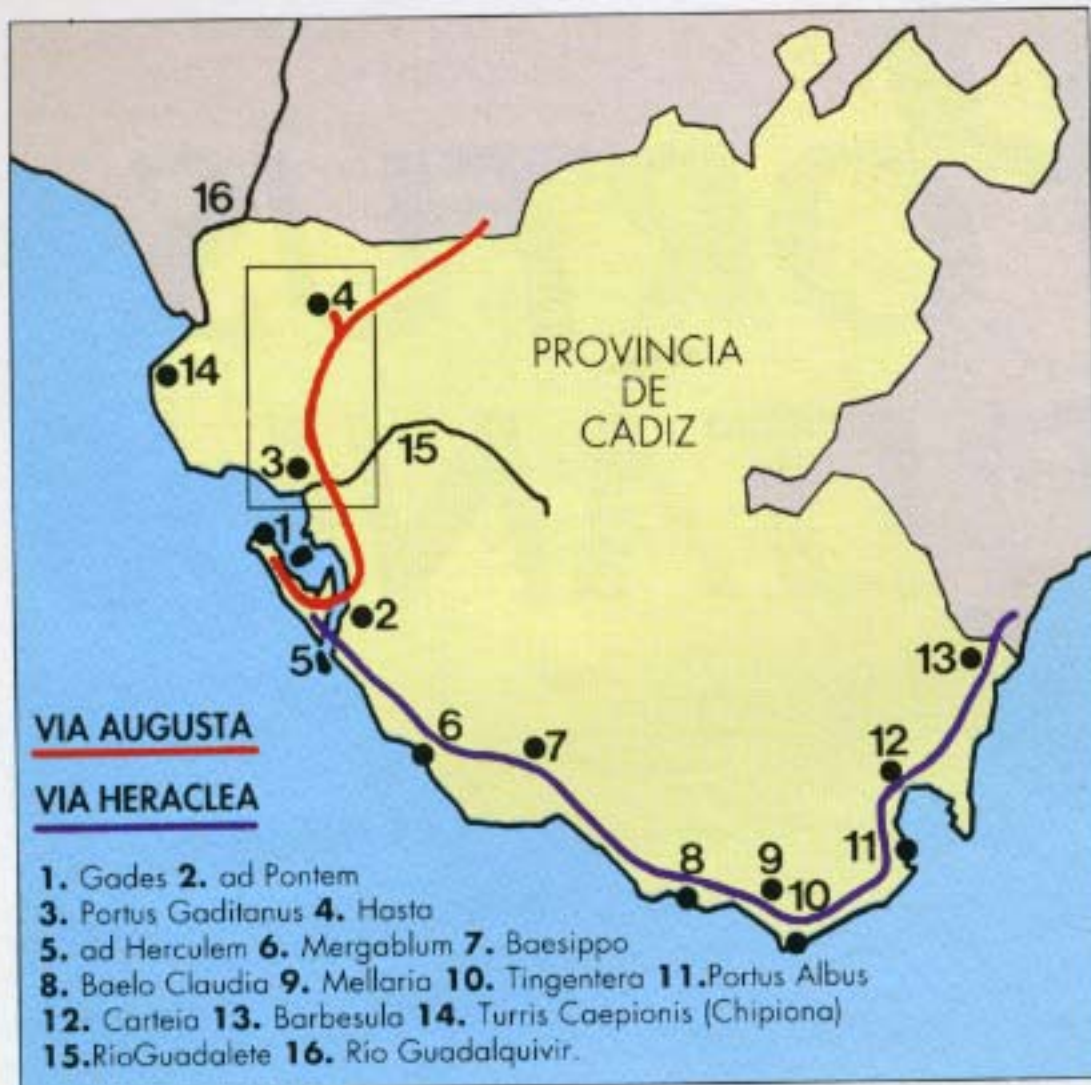 16
4
14
PROVINCIA
DE
CADIZ
3
15
1
2
5
13
6
7
12
8
9
10
11
VIA AUGUSTA
VIA HERACLEA
1. Gades 2. ad Pontem
3. Portus Gaditanus 4. Hasta
5. ad Herculem 6. Mergablum 7. Baesippo
8. Baelo Claudia 9. Mellaria 10. Tingentera 11.Portus Albus
12. Carteia 13. Barbesula 14. Turris Caepionis (Chipiona)
15.RíoGuadalete 16. Río Guadalquivir.